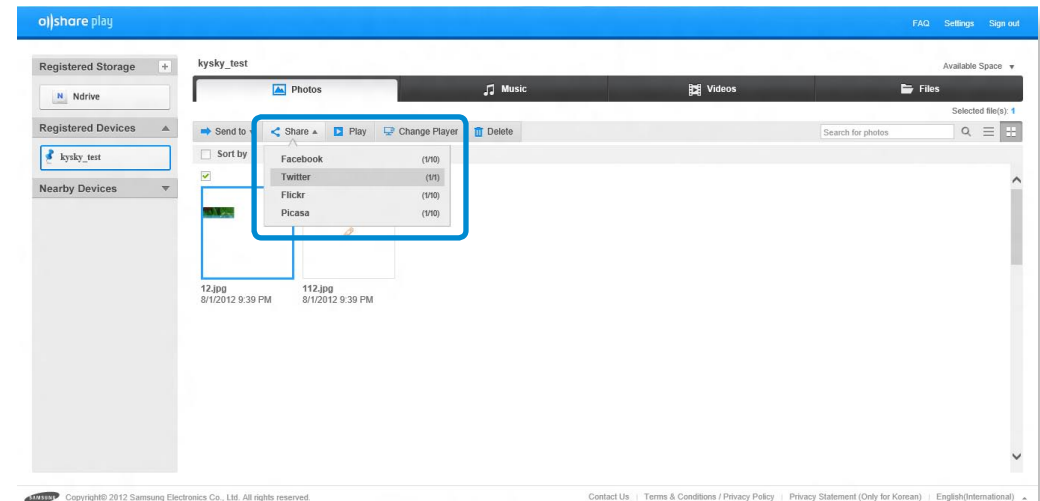 allshare play
FAQ Settings Sign out
Registered Storage +
N Ndrive
Registered Devices
kysky_test
Nearby Devices
kysky_test
Available Space
Photos Music Videos Files
Selected file(s): 1
Send to Share Play Change Player Delete Search for photos
Sort by
Facebook (1/10)
Twitter (1/1)
Flickr (1/10)
Picasa (1/10)
12.jpg 112.jpg
8/1/2012 9:39 PM 8/1/2012 9:39 PM
SAMSUNG Copyright© 2012 Samsung Electronics Co., Ltd. All rights reserved. Contact Us | Terms & Conditions / Privacy Policy | Privacy Statement (Only for Korean) | English(International)